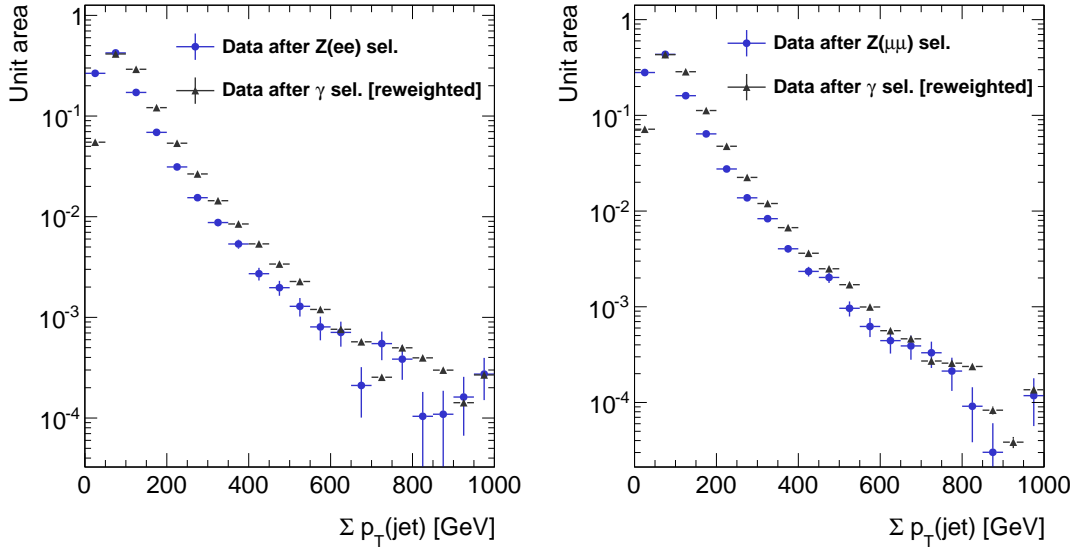 Unit area
1
10-1
10-2
10-3
10-4
Data after Z(ee) sel.
Data after γ sel. [reweighted]
0 200 400 600 800 1000
Σ pT(jet) [GeV]
Unit area
1
10-1
10-2
10-3
10-4
Data after Z(μμ) sel.
Data after γ sel. [reweighted]
0 200 400 600 800 1000
Σ pT(jet) [GeV]